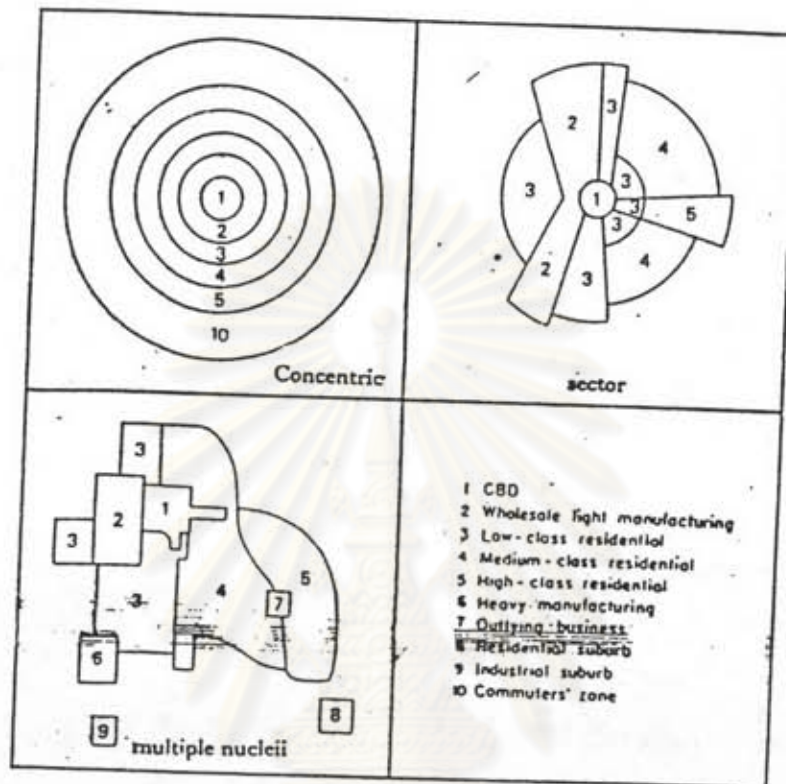 1
2
3
4
5
10
Concentric
2
3
4
3
3
1
3
5
3
2
3
4
sector
3
1
2
3
5
3
4
7
6
8
9
multiple nucleii
1 CBD
2 Wholesale light manufacturing
3 Low-class residential
4 Medium-class residential
5 High-class residential
6 Heavy manufacturing
7 Outlying business
8 Residential suburb
9 Industrial suburb
10 Commuters' zone